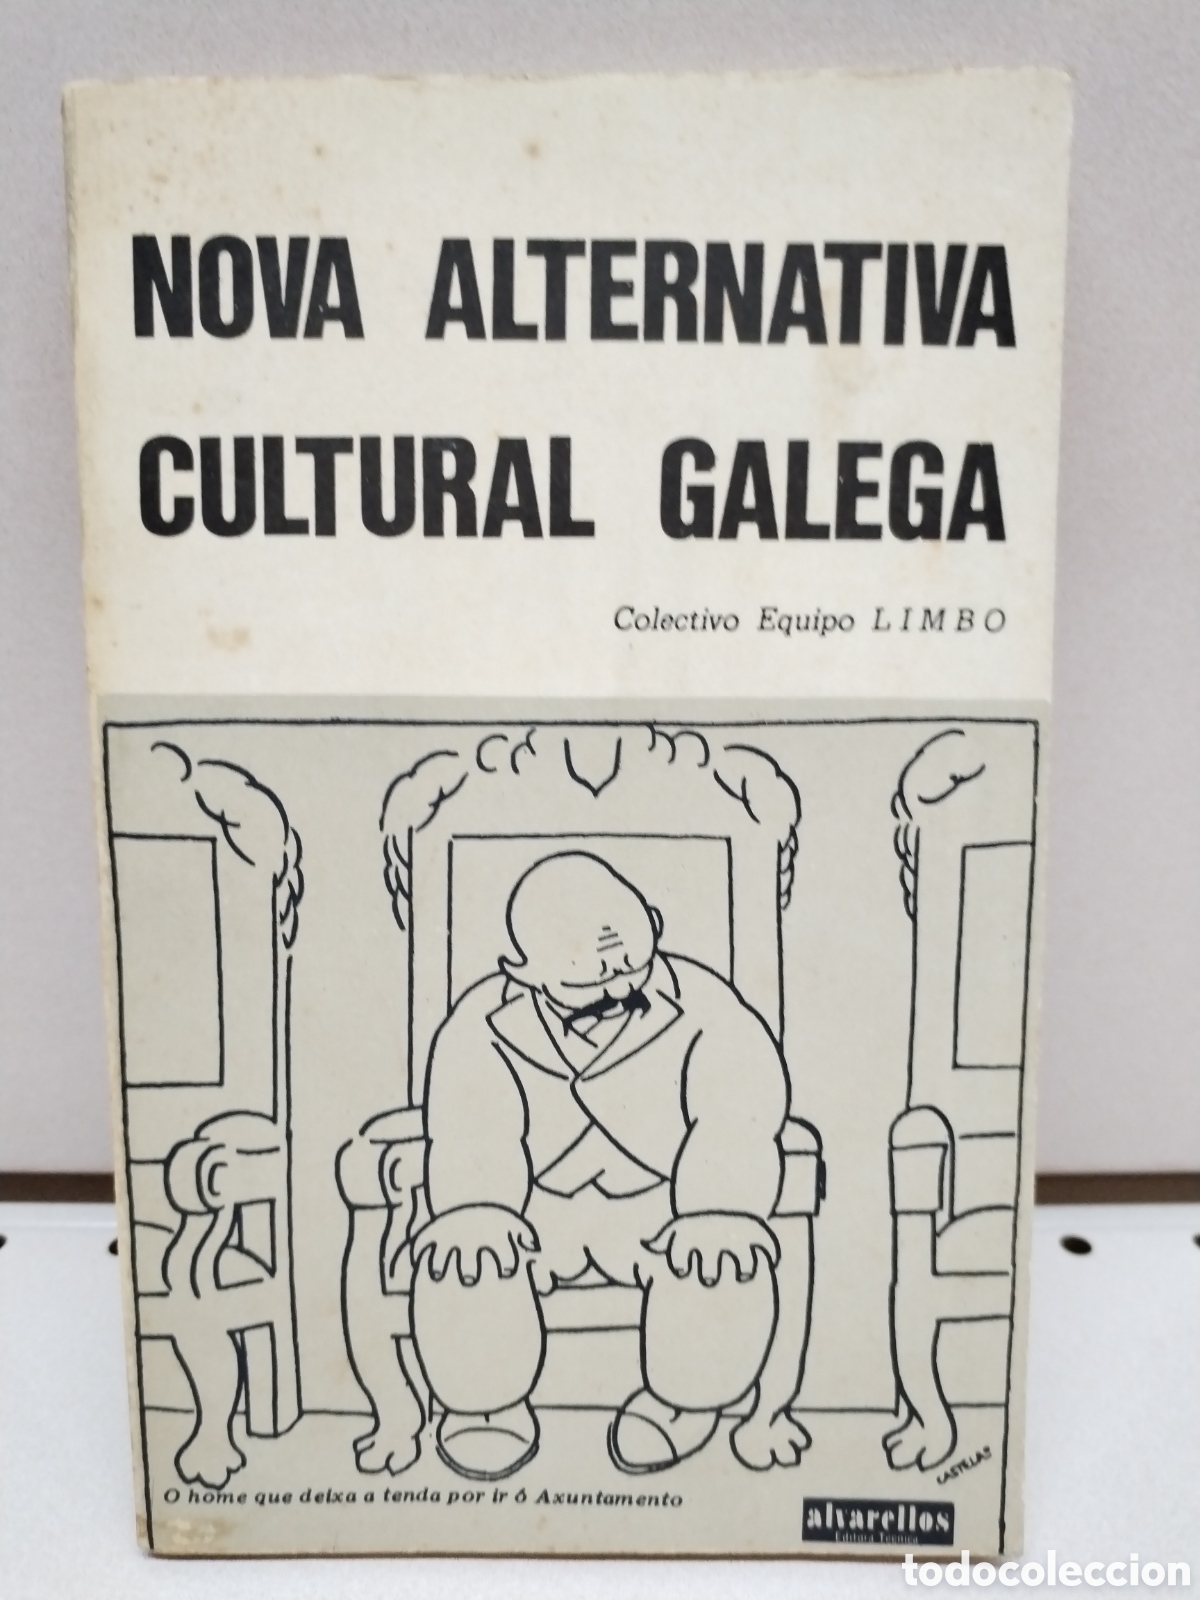 NOVA ALTERNATIVA
CULTURAL GALEGA
Colectivo Equipo LIMBO
CASTELAO
O home que deixa a tenda por ir ó Axuntamento
alvarellos
Editora Técnica
todocoleccion